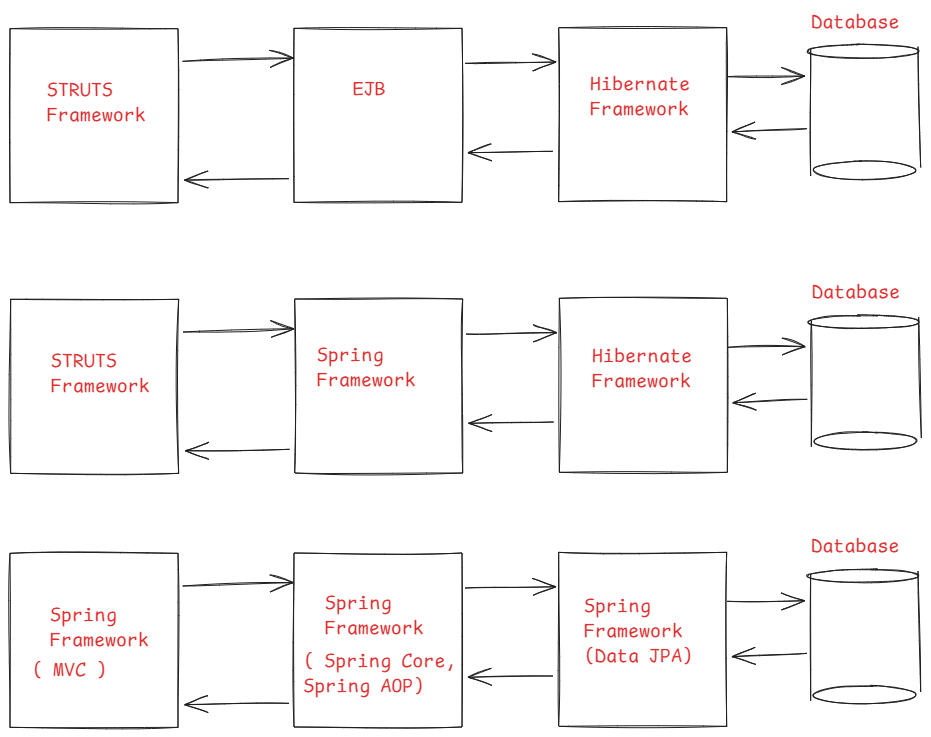 Database
STRUTS
Framework
EJB
Hibernate
Framework
Database
STRUTS
Framework
Spring
Framework
Hibernate
Framework
Database
Spring
Framework
( MVC )
Spring
Framework
( Spring Core,
Spring AOP)
Spring
Framework
(Data JPA)